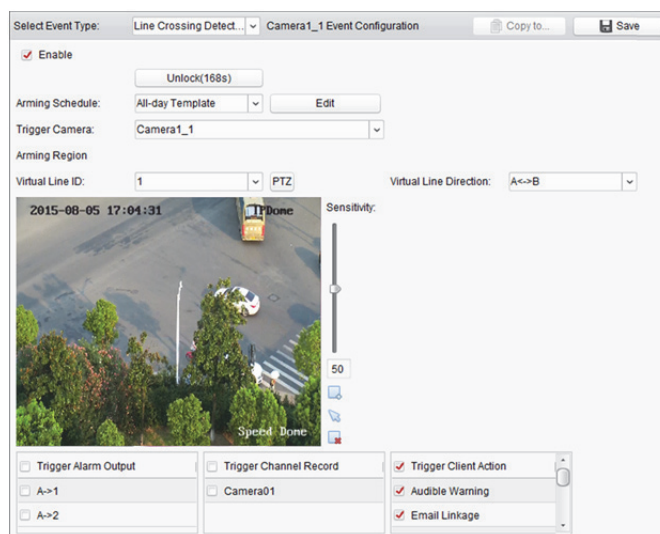 Select Event Type: Line Crossing Detect... Camera1_1 Event Configuration Copy to... Save
Enable
Unlock(168s)
Arming Schedule: All-day Template Edit
Trigger Camera: Camera1_1
Arming Region
Virtual Line ID: 1 PTZ Virtual Line Direction: A<->B
2015-08-05 17:04:31 IPDome Sensitivity:
50
Speed Dome
Trigger Alarm Output Trigger Channel Record Trigger Client Action
A->1 Camera01 Audible Warning
A->2 Email Linkage